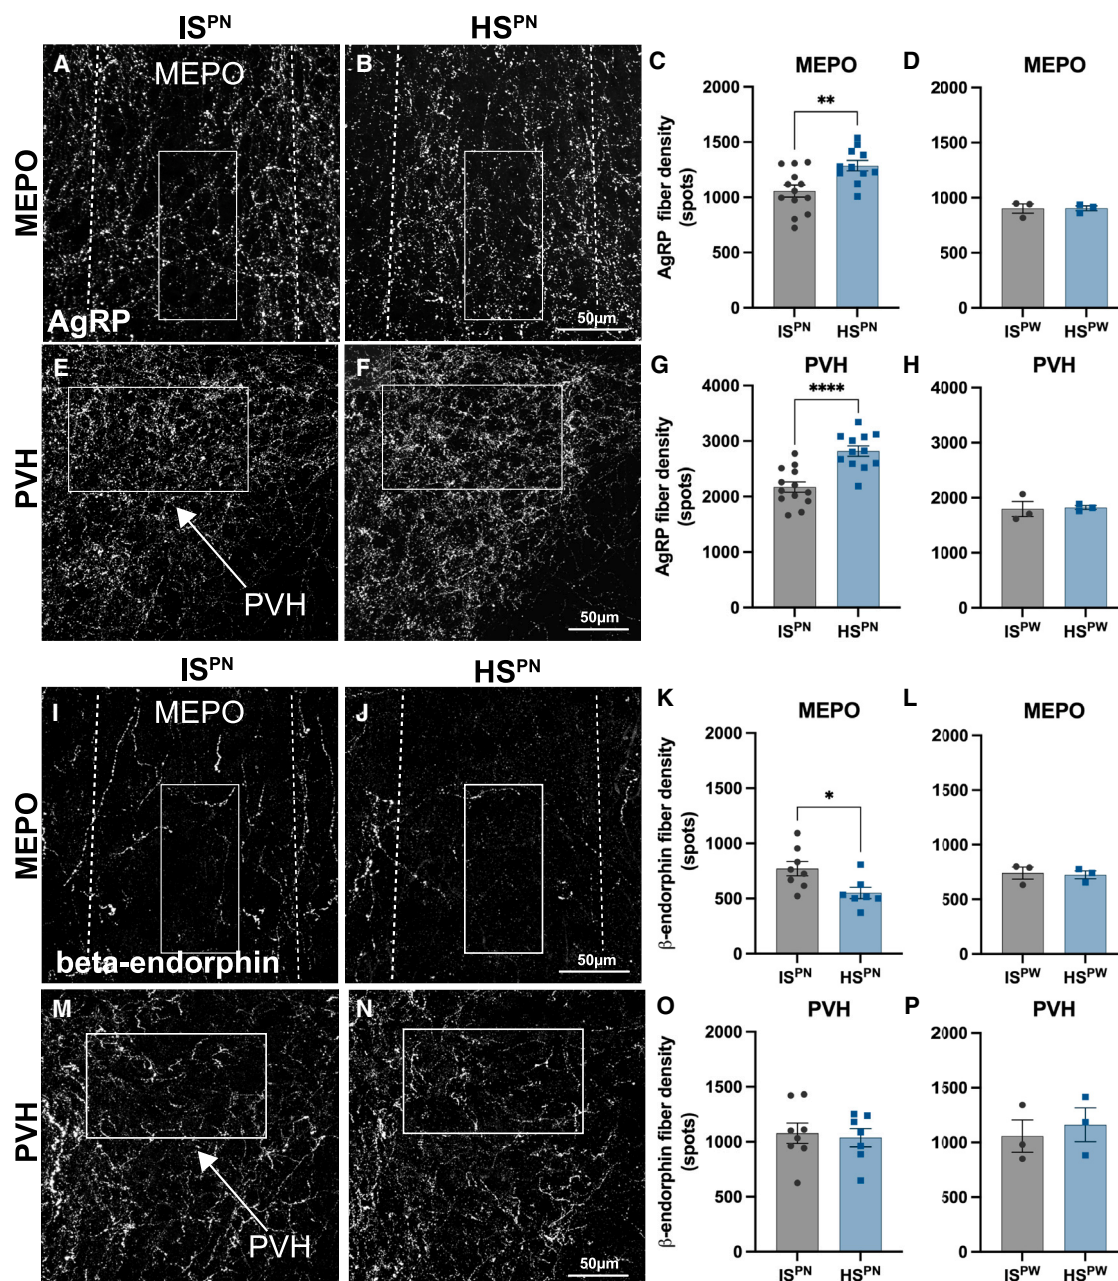 IS^PN HS^PN
MEPO
A MEPO
AgRP
B
50μm
C MEPO
AgRP fiber density
(spots)
2000
1500
1000
500
0
**
IS^PN HS^PN
D MEPO
2000
1500
1000
500
0
IS^PW HS^PW
PVH
E
PVH
F
50μm
G PVH
AgRP fiber density
(spots)
4000
3000
2000
1000
0
****
IS^PN HS^PN
H PVH
4000
3000
2000
1000
0
IS^PW HS^PW
IS^PN HS^PN
MEPO
I MEPO
beta-endorphin
J
50μm
K MEPO
β-endorphin fiber density
(spots)
2000
1500
1000
500
0
*
IS^PN HS^PN
L MEPO
2000
1500
1000
500
0
IS^PW HS^PW
PVH
M
PVH
N
50μm
O PVH
β-endorphin fiber density
(spots)
2000
1500
1000
500
0
IS^PN HS^PN
P PVH
2000
1500
1000
500
0
IS^PW HS^PW